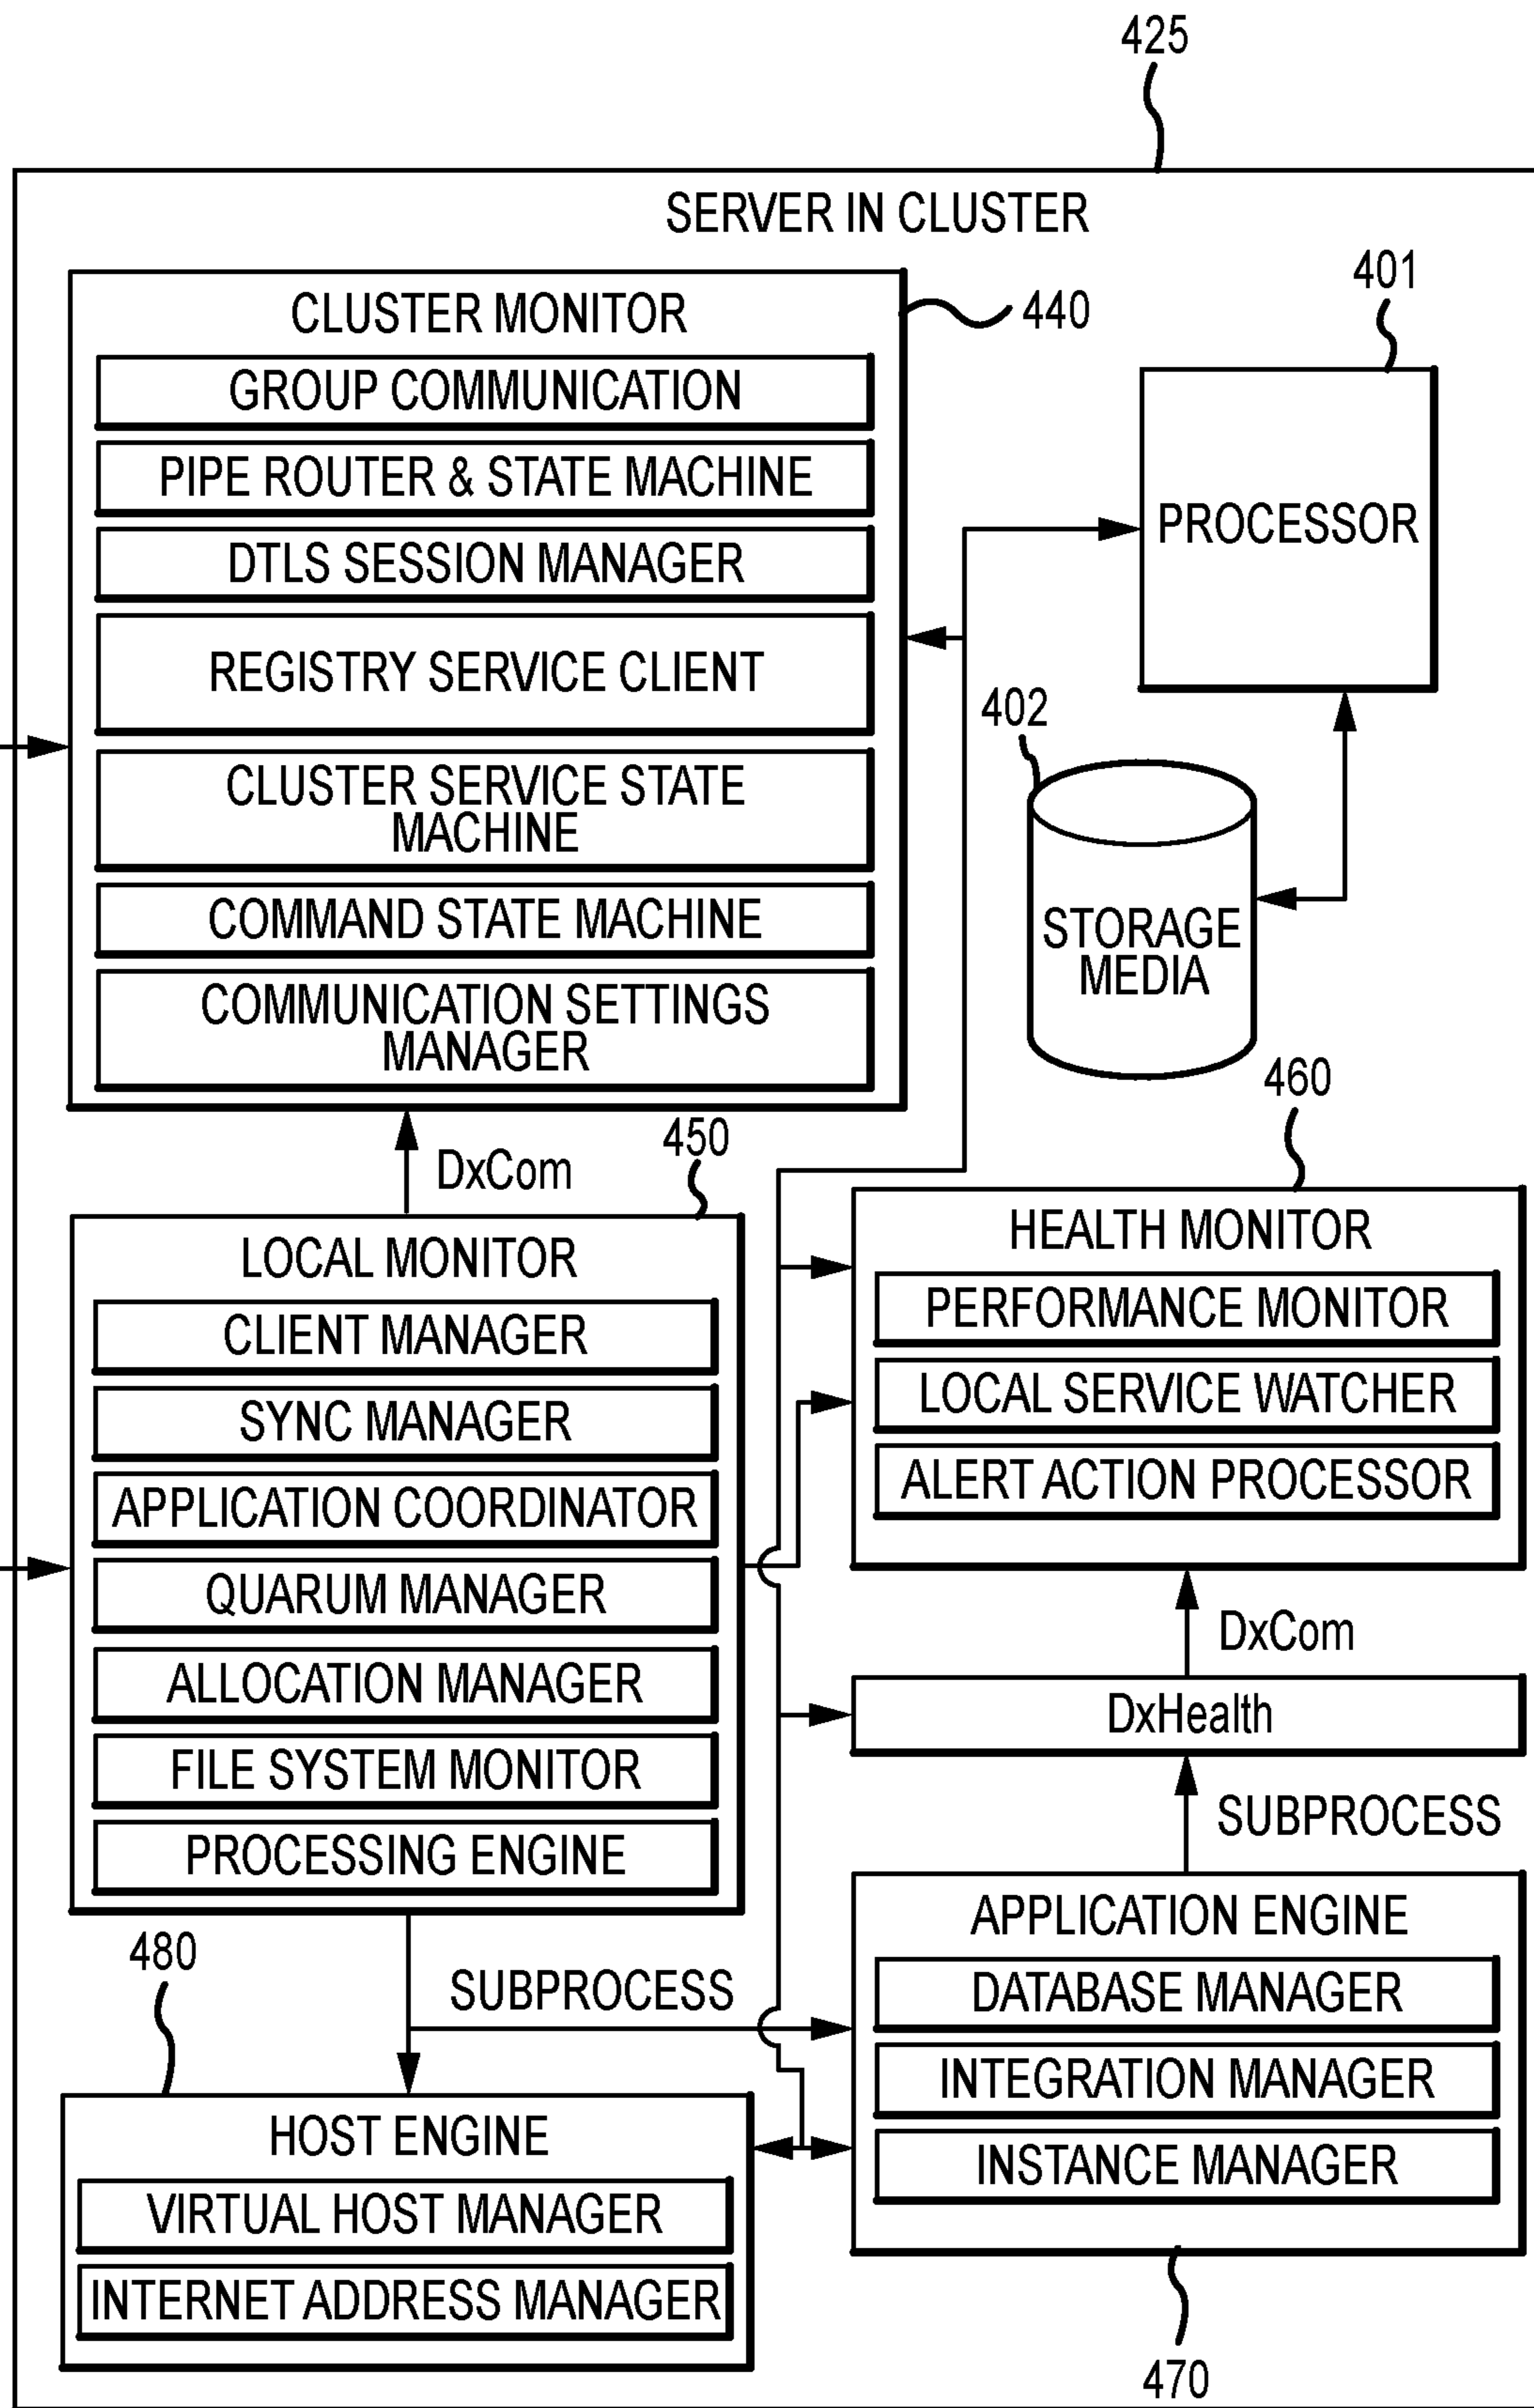 425
SERVER IN CLUSTER
CLUSTER MONITOR
440
GROUP COMMUNICATION
PIPE ROUTER & STATE MACHINE
DTLS SESSION MANAGER
REGISTRY SERVICE CLIENT
CLUSTER SERVICE STATE
MACHINE
COMMAND STATE MACHINE
COMMUNICATION SETTINGS
MANAGER
401
PROCESSOR
402
STORAGE
MEDIA
DxCom
450
LOCAL MONITOR
CLIENT MANAGER
SYNC MANAGER
APPLICATION COORDINATOR
QUARUM MANAGER
ALLOCATION MANAGER
FILE SYSTEM MONITOR
PROCESSING ENGINE
460
HEALTH MONITOR
PERFORMANCE MONITOR
LOCAL SERVICE WATCHER
ALERT ACTION PROCESSOR
DxCom
DxHealth
SUBPROCESS
APPLICATION ENGINE
DATABASE MANAGER
INTEGRATION MANAGER
INSTANCE MANAGER
470
480
SUBPROCESS
HOST ENGINE
VIRTUAL HOST MANAGER
INTERNET ADDRESS MANAGER